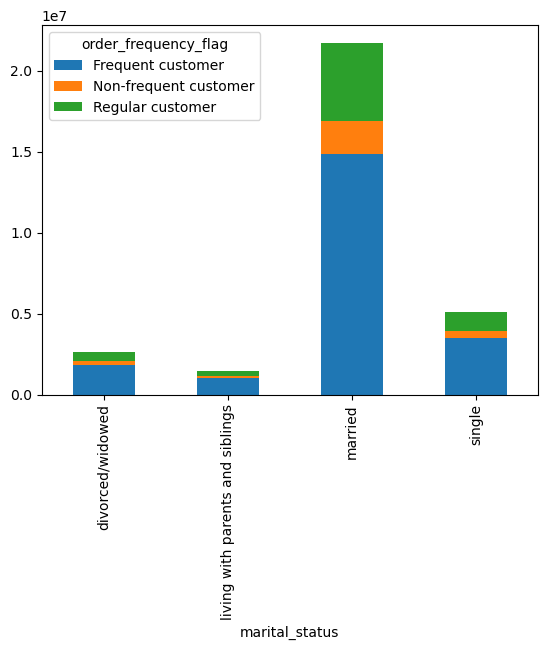 1e7
order_frequency_flag
Frequent customer
Non-frequent customer
Regular customer
2.0
1.5
1.0
0.5
0.0
divorced/widowed
living with parents and siblings
married
single
marital_status